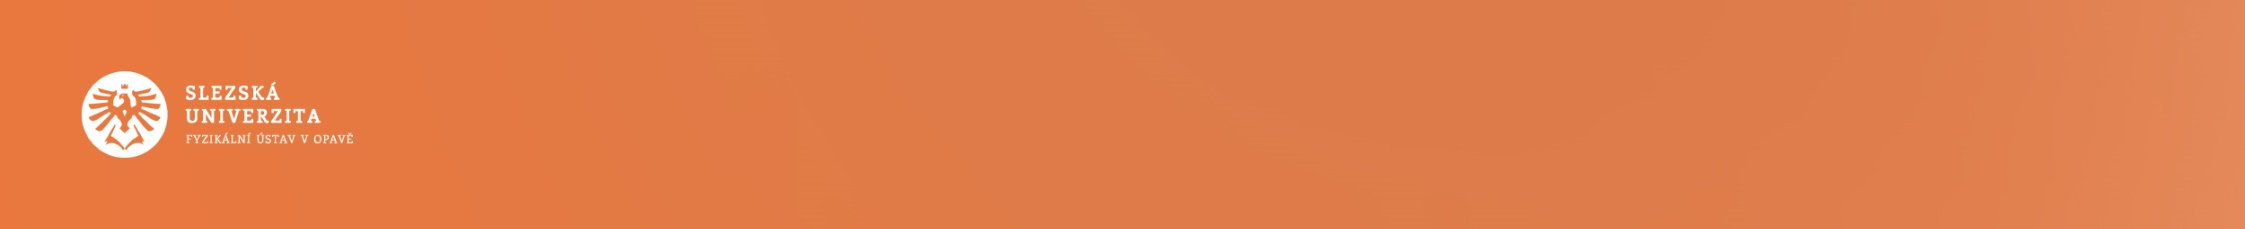 SLEZSKÁ
UNIVERZITA
FYZIKÁLNÍ ÚSTAV V OPAVĚ